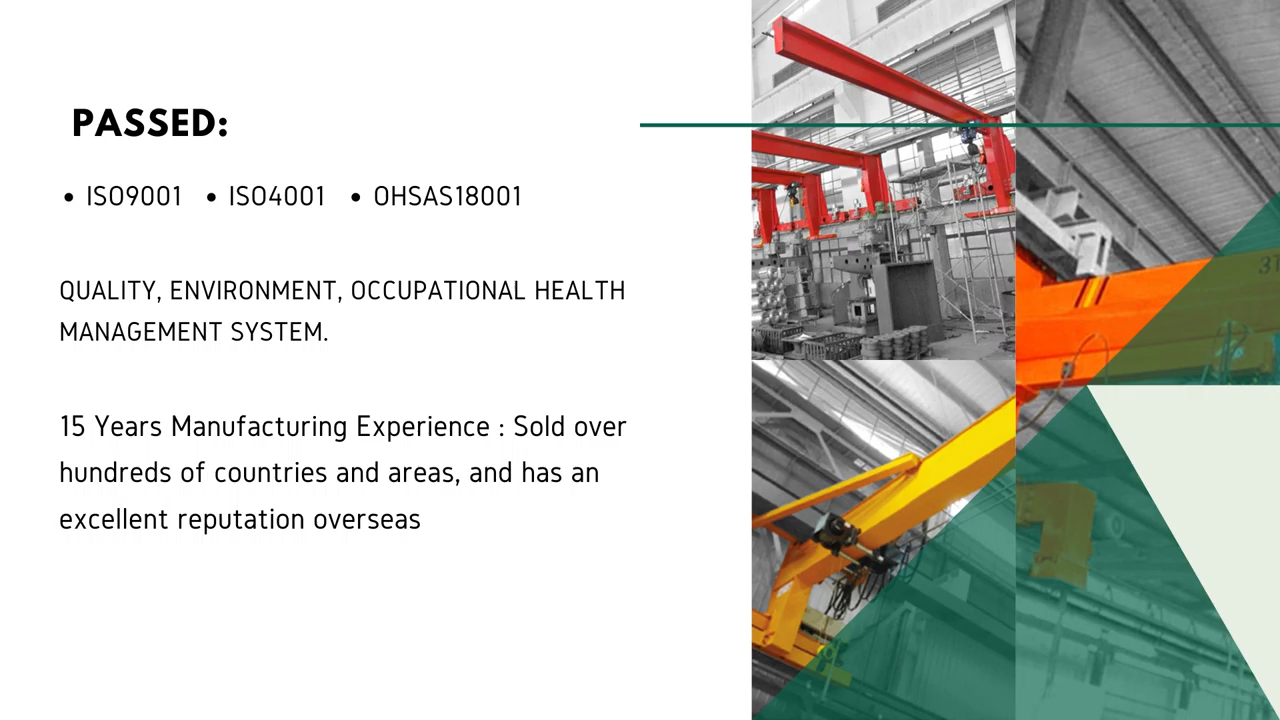 PASSED:
• ISO9001 • ISO4001 • OHSAS18001
QUALITY, ENVIRONMENT, OCCUPATIONAL HEALTH
MANAGEMENT SYSTEM.
15 Years Manufacturing Experience : Sold over
hundreds of countries and areas, and has an
excellent reputation overseas